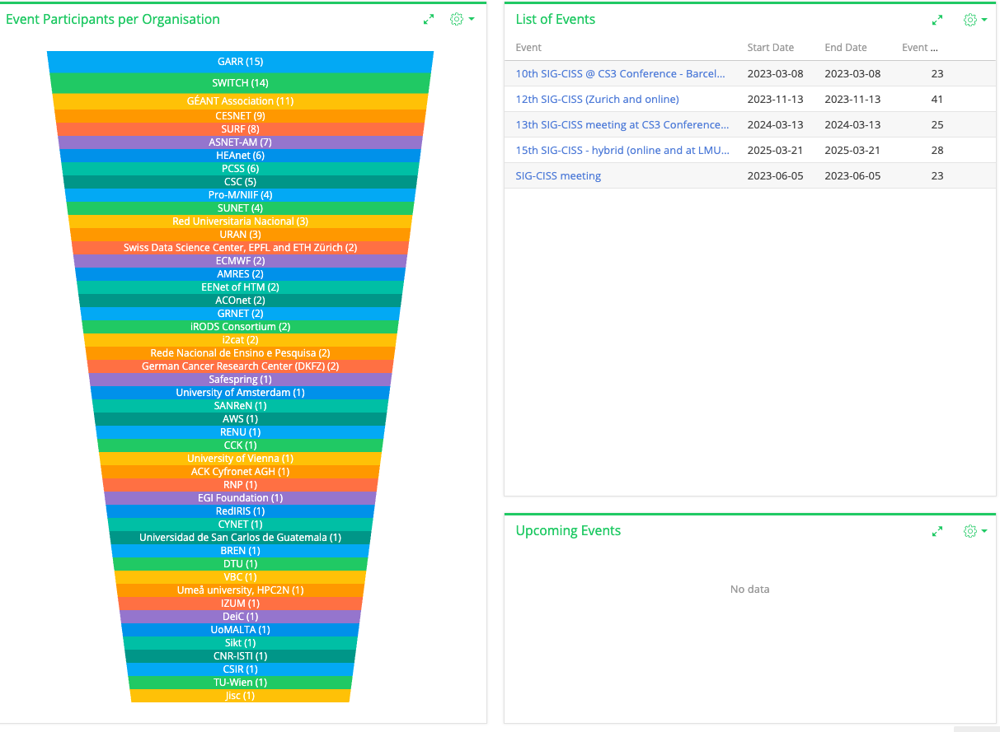 Event Participants per Organisation
GARR (15)
SWITCH (14)
GÉANT Association (11)
CESNET (9)
SURF (8)
ASNET-AM (7)
HEAnet (6)
PCSS (6)
CSC (5)
Pro-M/NIIF (4)
SUNET (4)
Red Universitaria Nacional (3)
URAN (3)
Swiss Data Science Center, EPFL and ETH Zürich (2)
ECMWF (2)
AMRES (2)
EENet of HTM (2)
ACOnet (2)
GRNET (2)
iRODS Consortium (2)
i2cat (2)
Rede Nacional de Ensino e Pesquisa (2)
German Cancer Research Center (DKFZ) (2)
Safespring (1)
University of Amsterdam (1)
SANReN (1)
AWS (1)
RENU (1)
CCK (1)
University of Vienna (1)
ACK Cyfronet AGH (1)
RNP (1)
EGI Foundation (1)
RedIRIS (1)
CYNET (1)
Universidad de San Carlos de Guatemala (1)
BREN (1)
DTU (1)
VBC (1)
Umeå university, HPC2N (1)
IZUM (1)
DeiC (1)
UoMALTA (1)
Sikt (1)
CNR-ISTI (1)
CSIR (1)
TU-Wien (1)
Jisc (1)
List of Events
Event Start Date End Date Event ...
10th SIG-CISS @ CS3 Conference - Barcel... 2023-03-08 2023-03-08 23
12th SIG-CISS (Zurich and online) 2023-11-13 2023-11-13 41
13th SIG-CISS meeting at CS3 Conference... 2024-03-13 2024-03-13 25
15th SIG-CISS - hybrid (online and at LMU... 2025-03-21 2025-03-21 28
SIG-CISS meeting 2023-06-05 2023-06-05 23
Upcoming Events
No data